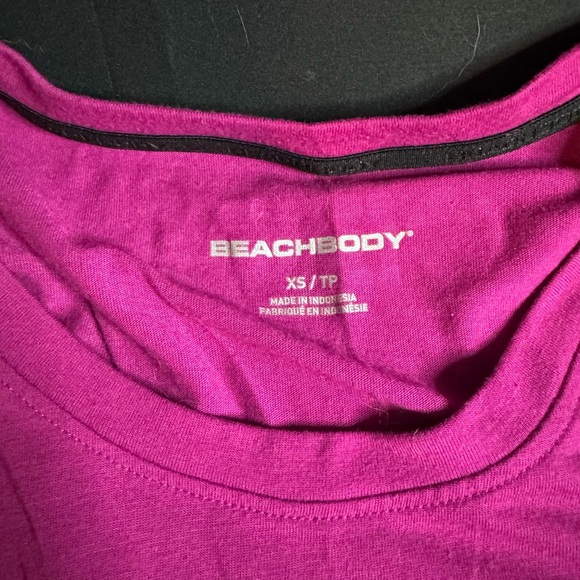 BEACHBODY®
XS / TP
MADE IN INDONESIA
FABRIQUÉ EN INDONÉSIE